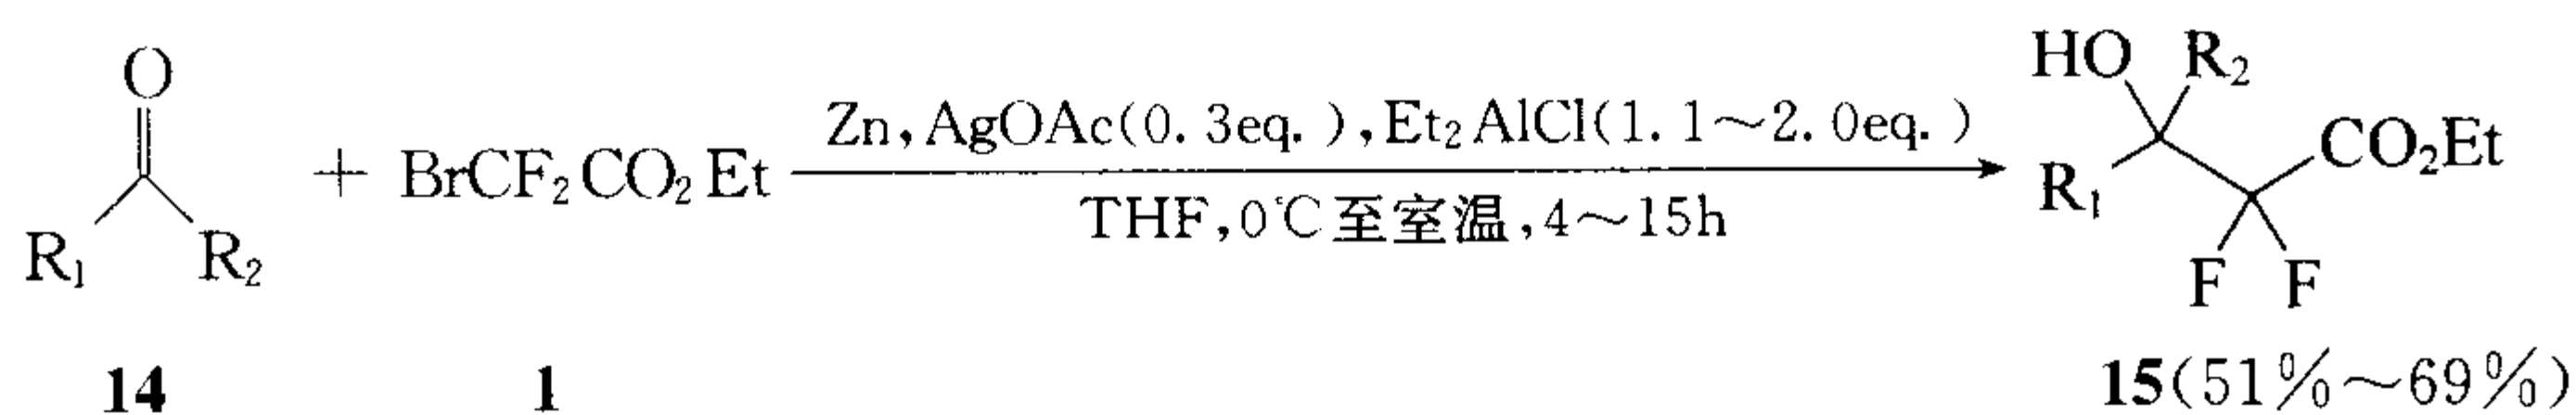 O
R₁
R₂
+
BrCF₂CO₂Et
Zn,AgOAc(0.3eq.),Et₂AlCl(1.1～2.0eq.)
THF,0℃至室温,4～15h
HO
R₂
R₁
CO₂Et
F
F
14
1
15(51%～69%)